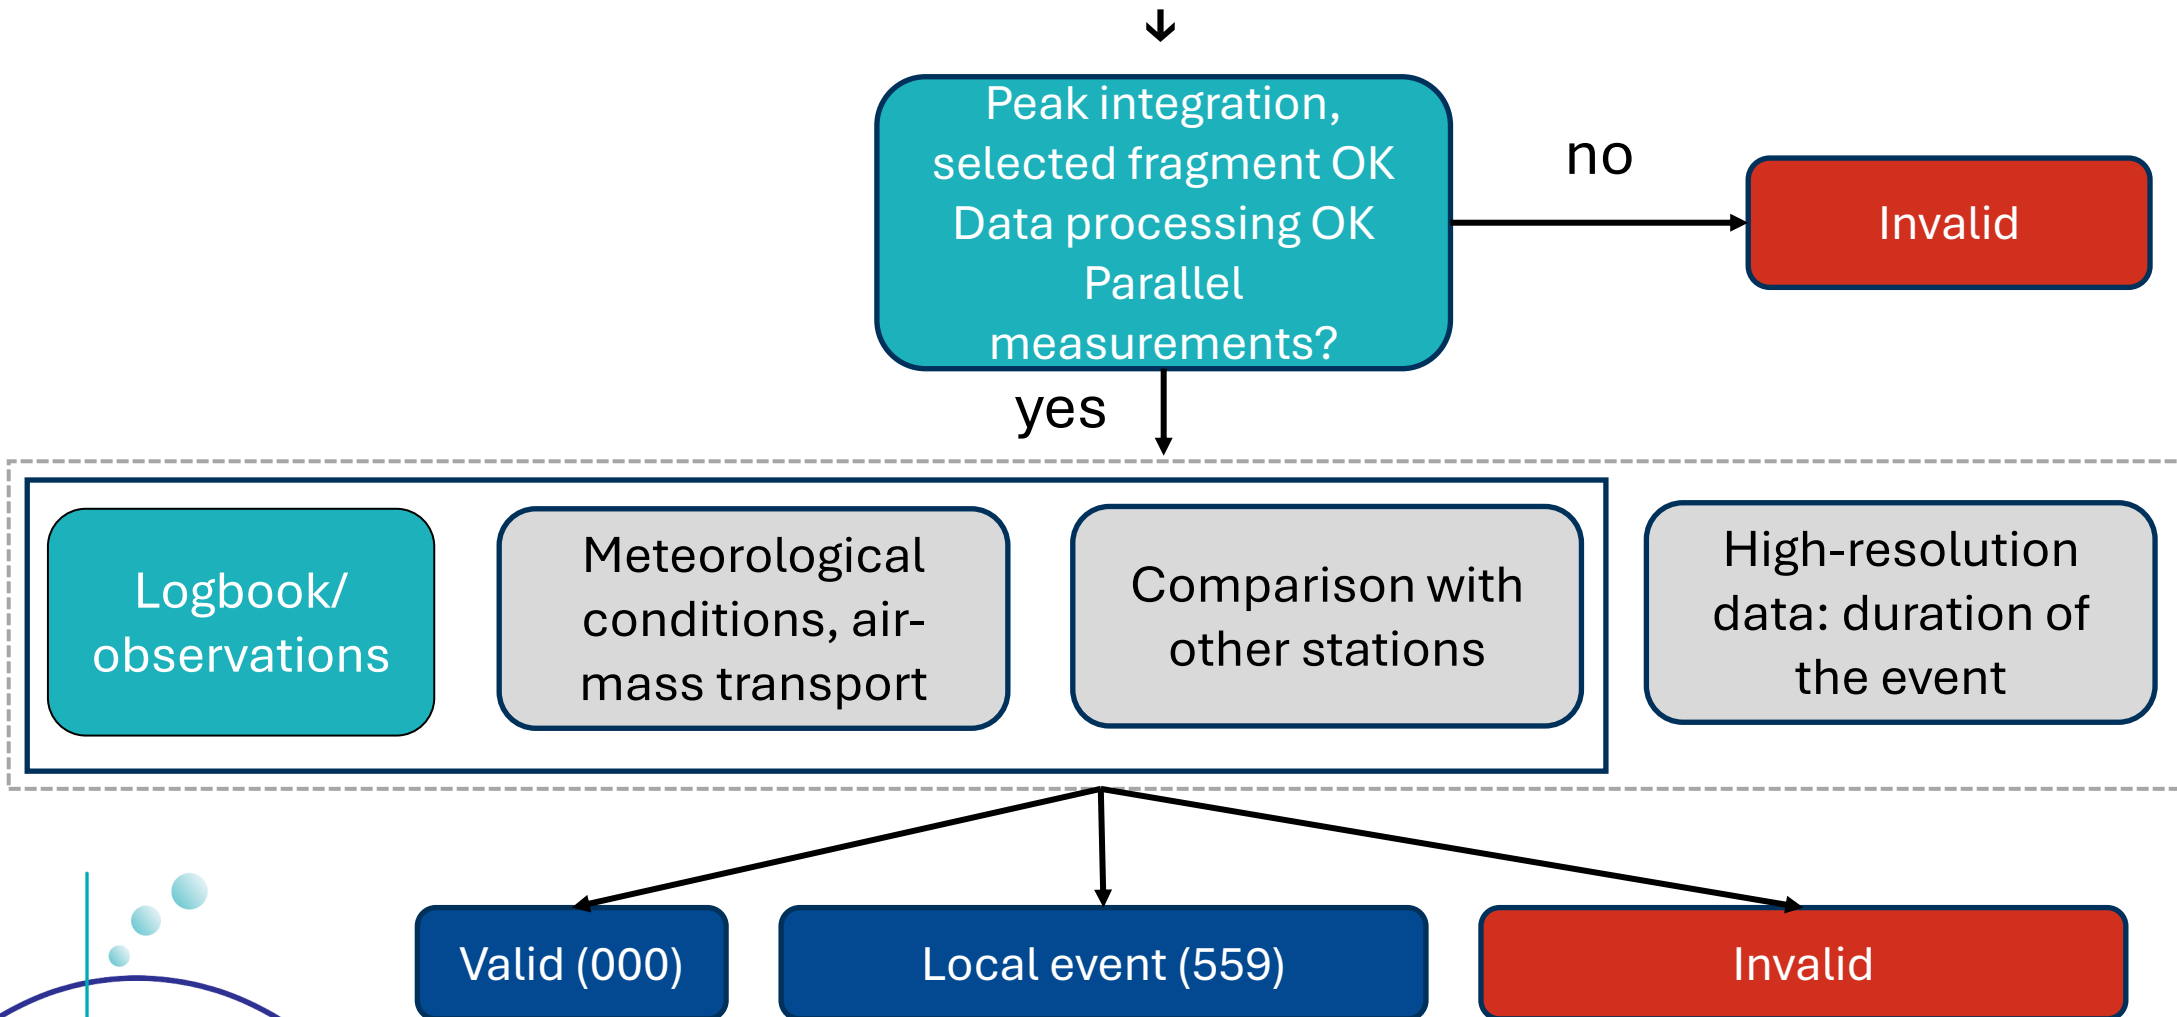 Peak integration,
selected fragment OK
Data processing OK
Parallel
measurements?
no
Invalid
yes
Logbook/
observations
Meteorological
conditions, air-
mass transport
Comparison with
other stations
High-resolution
data: duration of
the event
Valid (000)
Local event (559)
Invalid